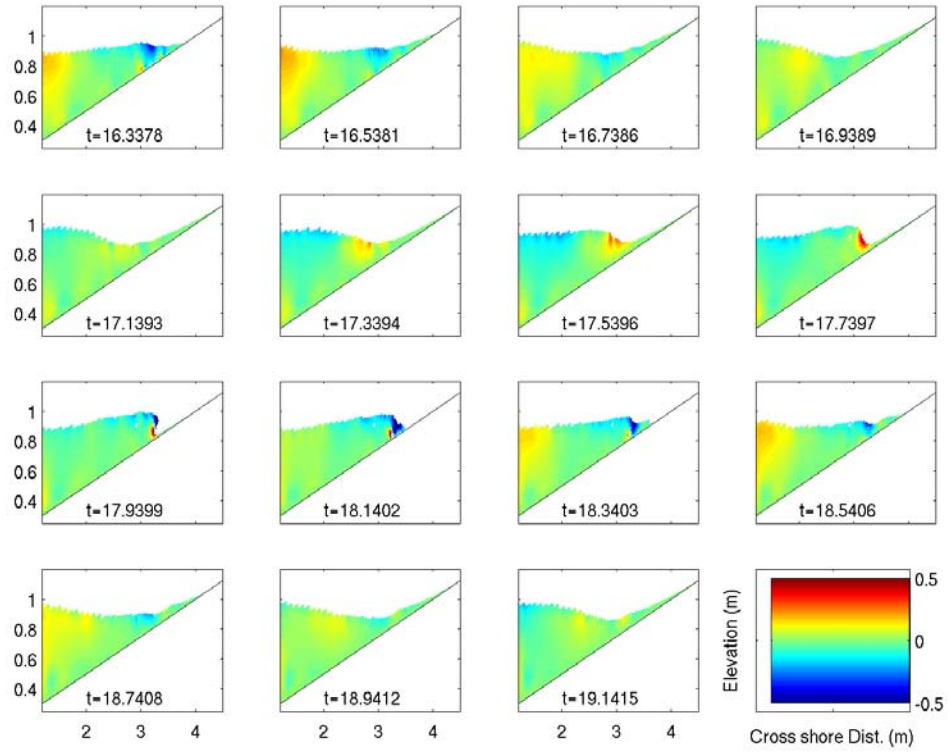 1
0.8
0.6
0.4
t=16.3378
t=16.5381
t=16.7386
t=16.9389
1
0.8
0.6
0.4
t=17.1393
t=17.3394
t=17.5396
t=17.7397
1
0.8
0.6
0.4
t=17.9399
t=18.1402
t=18.3403
t=18.5406
1
0.8
0.6
0.4
t=18.7408
t=18.9412
t=19.1415
2 3 4
2 3 4
2 3 4
Elevation (m)
0.5
0
-0.5
Cross shore Dist. (m)